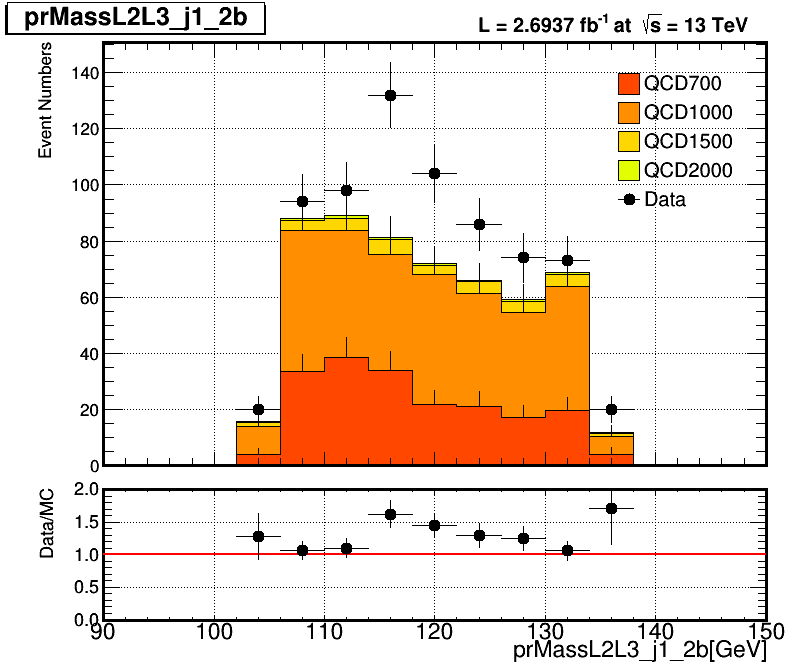 prMassL2L3_j1_2b
L = 2.6937 fb-1 at √s = 13 TeV
Event Numbers
140
120
100
80
60
40
20
0
QCD700
QCD1000
QCD1500
QCD2000
Data
Data/MC
2.0
1.5
1.0
0.5
0.0
90 100 110 120 130 140 150
prMassL2L3_j1_2b[GeV]